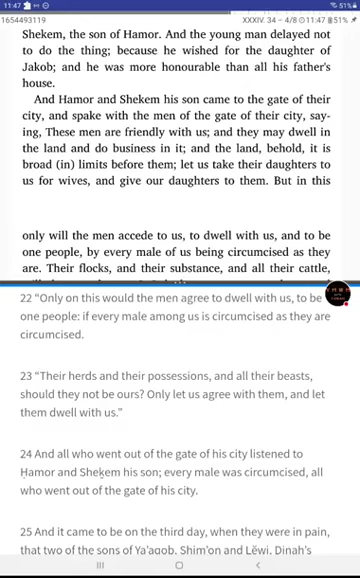 11:47
51%
1654493119
XXXIV. 34 – 4/8 11:47 51%
Shekem, the son of Hamor. And the young man delayed not
to do the thing; because he wished for the daughter of
Jakob; and he was more honourable than all his father's
house.
And Hamor and Shekem his son came to the gate of their
city, and spake with the men of the gate of their city, say-
ing, These men are friendly with us; and they may dwell in
the land and do business in it; and the land, behold, it is
broad (in) limits before them; let us take their daughters to
us for wives, and give our daughters to them. But in this
only will the men accede to us, to dwell with us, and to be
one people, by every male of us being circumcised as they
are. Their flocks, and their substance, and all their cattle,
22 “Only on this would the men agree to dwell with us, to be
one people: if every male among us is circumcised as they are
circumcised.
23 “Their herds and their possessions, and all their beasts,
should they not be ours? Only let us agree with them, and let
them dwell with us.”
24 And all who went out of the gate of his city listened to
Ḥamor and Sheḵem his son; every male was circumcised, all
who went out of the gate of his city.
25 And it came to be on the third day, when they were in pain,
that two of the sons of Yaʽaqoḇ, Shimʽon and Lĕwi, Dinah’s